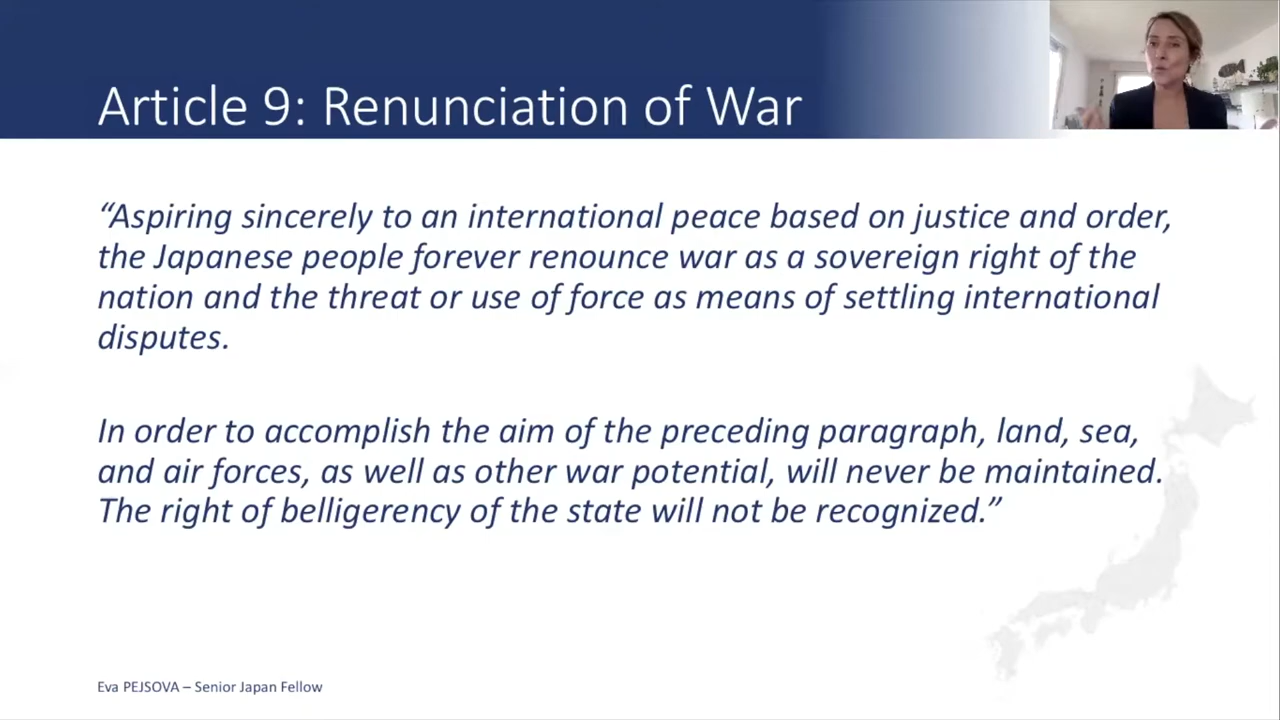 Article 9: Renunciation of War
“Aspiring sincerely to an international peace based on justice and order,
the Japanese people forever renounce war as a sovereign right of the
nation and the threat or use of force as means of settling international
disputes.
In order to accomplish the aim of the preceding paragraph, land, sea,
and air forces, as well as other war potential, will never be maintained.
The right of belligerency of the state will not be recognized.”
Eva PEJSOVA – Senior Japan Fellow